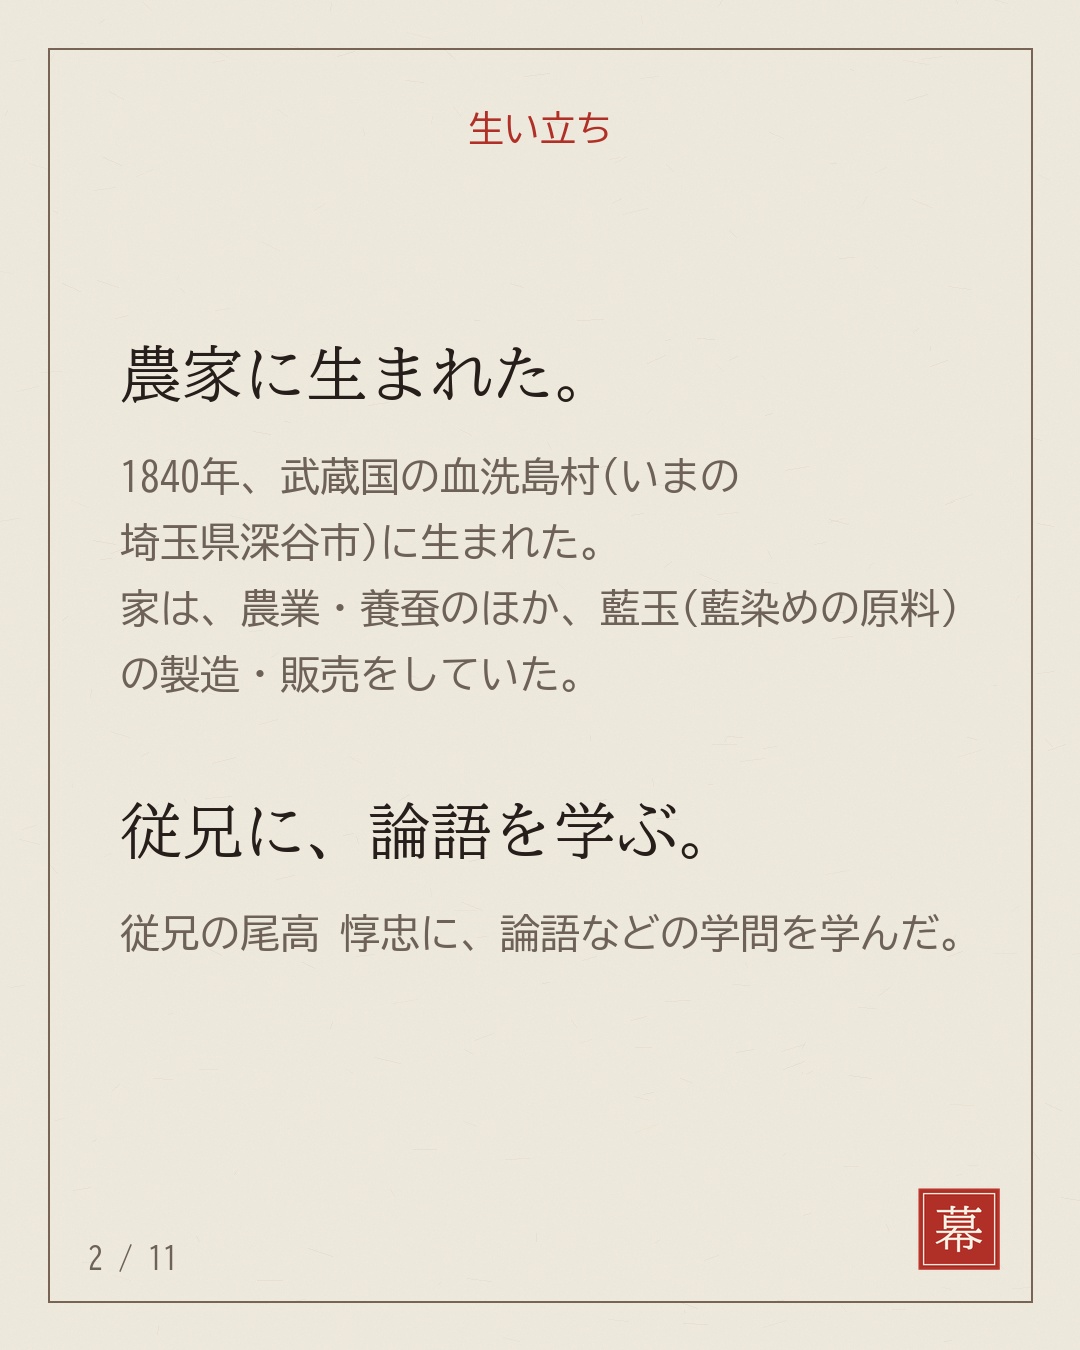 生い立ち
農家に生まれた。
1840年、武蔵国の血洗島村(いまの
埼玉県深谷市)に生まれた。
家は、農業・養蚕のほか、藍玉(藍染めの原料)
の製造・販売をしていた。
従兄に、論語を学ぶ。
従兄の尾高 惇忠に、論語などの学問を学んだ。
2 / 11
幕